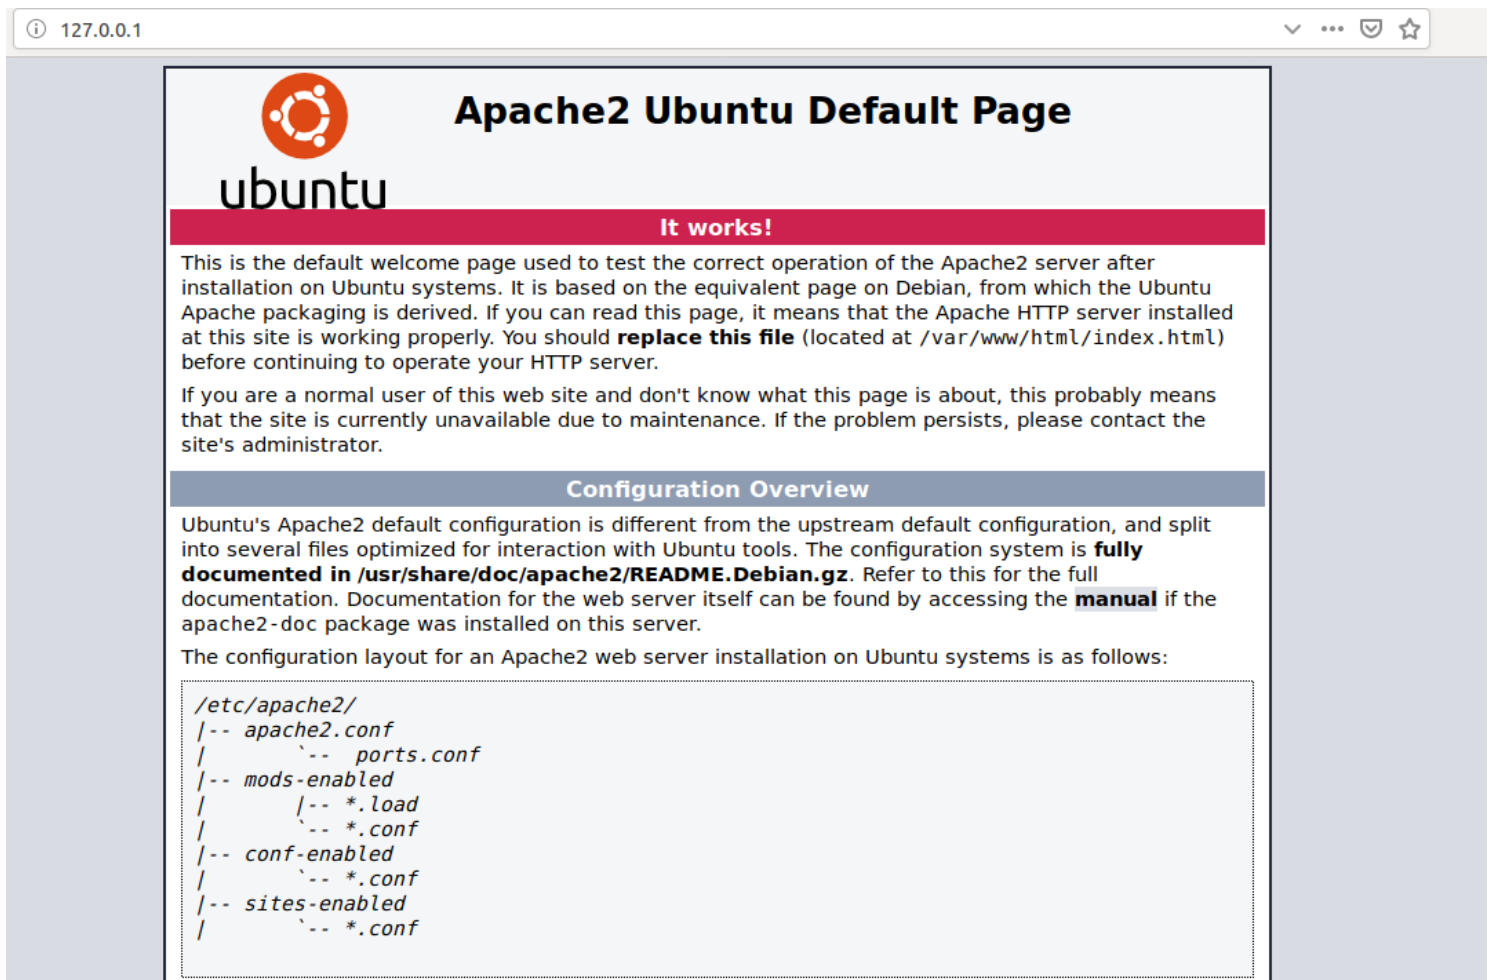 127.0.0.1
ubuntu
Apache2 Ubuntu Default Page
It works!
This is the default welcome page used to test the correct operation of the Apache2 server after
installation on Ubuntu systems. It is based on the equivalent page on Debian, from which the Ubuntu
Apache packaging is derived. If you can read this page, it means that the Apache HTTP server installed
at this site is working properly. You should replace this file (located at /var/www/html/index.html)
before continuing to operate your HTTP server.
If you are a normal user of this web site and don't know what this page is about, this probably means
that the site is currently unavailable due to maintenance. If the problem persists, please contact the
site's administrator.
Configuration Overview
Ubuntu's Apache2 default configuration is different from the upstream default configuration, and split
into several files optimized for interaction with Ubuntu tools. The configuration system is fully
documented in /usr/share/doc/apache2/README.Debian.gz. Refer to this for the full
documentation. Documentation for the web server itself can be found by accessing the manual if the
apache2-doc package was installed on this server.
The configuration layout for an Apache2 web server installation on Ubuntu systems is as follows:
/etc/apache2/
|-- apache2.conf
|       `--  ports.conf
|-- mods-enabled
|       |-- *.load
|       `-- *.conf
|-- conf-enabled
|       `-- *.conf
|-- sites-enabled
|       `-- *.conf